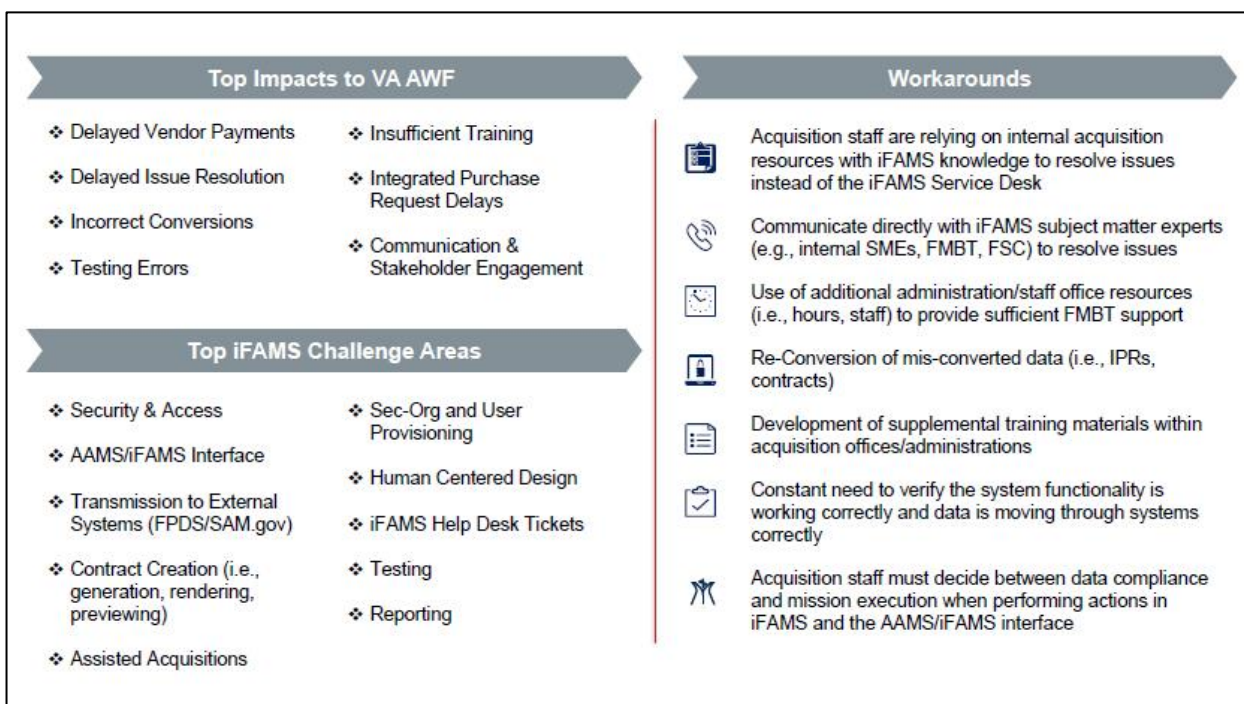 Top Impacts to VA AWF
❖ Delayed Vendor Payments
❖ Delayed Issue Resolution
❖ Incorrect Conversions
❖ Testing Errors
❖ Insufficient Training
❖ Integrated Purchase
Request Delays
❖ Communication &
Stakeholder Engagement
Top iFAMS Challenge Areas
❖ Security & Access
❖ AAMS/iFAMS Interface
❖ Transmission to External
Systems (FPDS/SAM.gov)
❖ Contract Creation (i.e.,
generation, rendering,
previewing)
❖ Assisted Acquisitions
❖ Sec-Org and User
Provisioning
❖ Human Centered Design
❖ iFAMS Help Desk Tickets
❖ Testing
❖ Reporting
Workarounds
Acquisition staff are relying on internal acquisition
resources with iFAMS knowledge to resolve issues
instead of the iFAMS Service Desk
Communicate directly with iFAMS subject matter experts
(e.g., internal SMEs, FMBT, FSC) to resolve issues
Use of additional administration/staff office resources
(i.e., hours, staff) to provide sufficient FMBT support
Re-Conversion of mis-converted data (i.e., IPRs,
contracts)
Development of supplemental training materials within
acquisition offices/administrations
Constant need to verify the system functionality is
working correctly and data is moving through systems
correctly
Acquisition staff must decide between data compliance
and mission execution when performing actions in
iFAMS and the AAMS/iFAMS interface